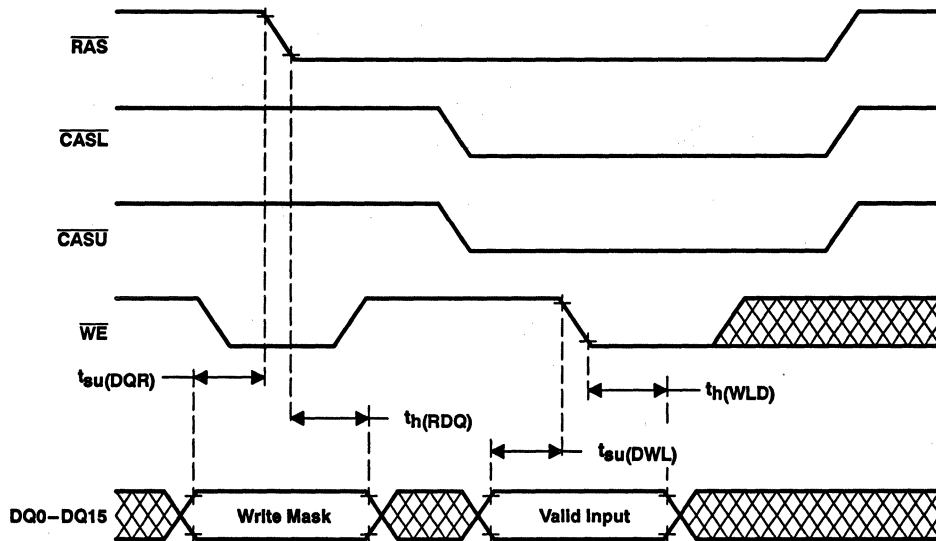 RAS
CASL
CASU
WE
tsu(DQR)
th(WLD)
th(RDQ)
tsu(DWL)
DQ0–DQ15
Write Mask
Valid Input